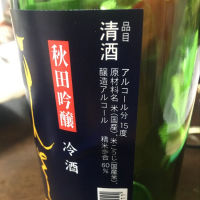 品目
清酒
アルコール分15度
原材料名 米(国産)、米こうじ(国産米)、
醸造アルコール
精米歩合60%
秋田吟醸
冷酒